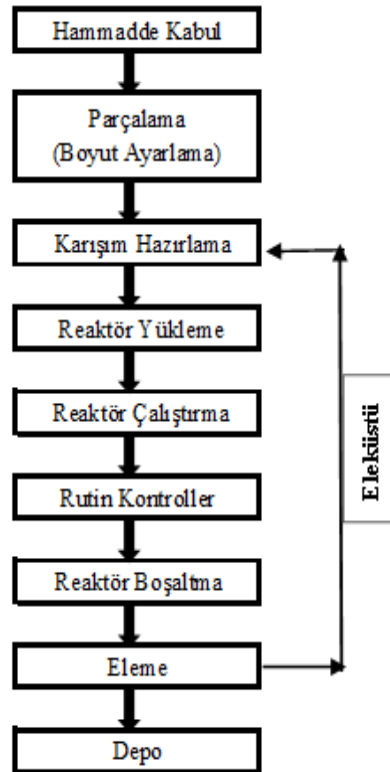 Hammadde Kabul
Parçalama
(Boyut Ayarlama)
Karışım Hazırlama
Reaktör Yükleme
Reaktör Çalıştırma
Rutin Kontroller
Reaktör Boşaltma
Eleme
Depo
Eleküstü